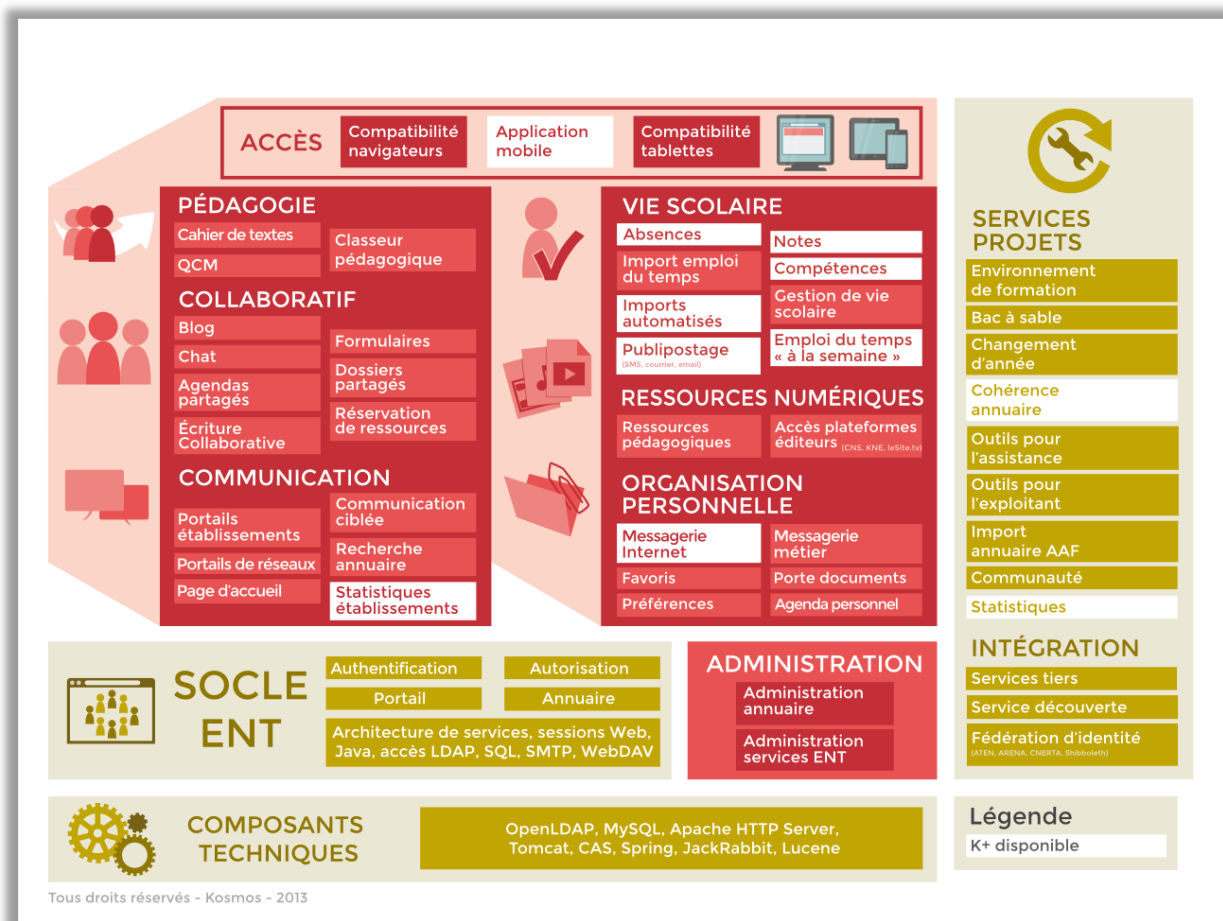 ACCÈS
Compatibilité
navigateurs
Application
mobile
Compatibilité
tablettes
PÉDAGOGIE
Cahier de textes
QCM
Classeur
pédagogique
COLLABORATIF
Blog
Chat
Agendas
partagés
Écriture
Collaborative
Formulaires
Dossiers
partagés
Réservation
de ressources
COMMUNICATION
Portails
établissements
Portails de réseaux
Page d'accueil
Communication
ciblée
Recherche
annuaire
Statistiques
établissements
VIE SCOLAIRE
Absences
Import emploi
du temps
Imports
automatisés
Publipostage
(SMS, courrier, email)
Notes
Compétences
Gestion de vie
scolaire
Emploi du temps
« à la semaine »
RESSOURCES NUMÉRIQUES
Ressources
pédagogiques
Accès plateformes
éditeurs (CNS, KNE, leSite.tv)
ORGANISATION
PERSONNELLE
Messagerie
Internet
Favoris
Préférences
Messagerie
métier
Porte documents
Agenda personnel
SERVICES
PROJETS
Environnement
de formation
Bac à sable
Changement
d'année
Cohérence
annuaire
Outils pour
l'assistance
Outils pour
l'exploitant
Import
annuaire AAF
Communauté
Statistiques
INTÉGRATION
Services tiers
Service découverte
Fédération d'identité
(ATEN, ARENA, CNERTA, Shibboleth)
SOCLE
ENT
Authentification
Autorisation
Portail
Annuaire
Architecture de services, sessions Web,
Java, accès LDAP, SQL, SMTP, WebDAV
ADMINISTRATION
Administration
annuaire
Administration
services ENT
COMPOSANTS
TECHNIQUES
OpenLDAP, MySQL, Apache HTTP Server,
Tomcat, CAS, Spring, JackRabbit, Lucene
Légende
K+ disponible
Tous droits réservés - Kosmos - 2013